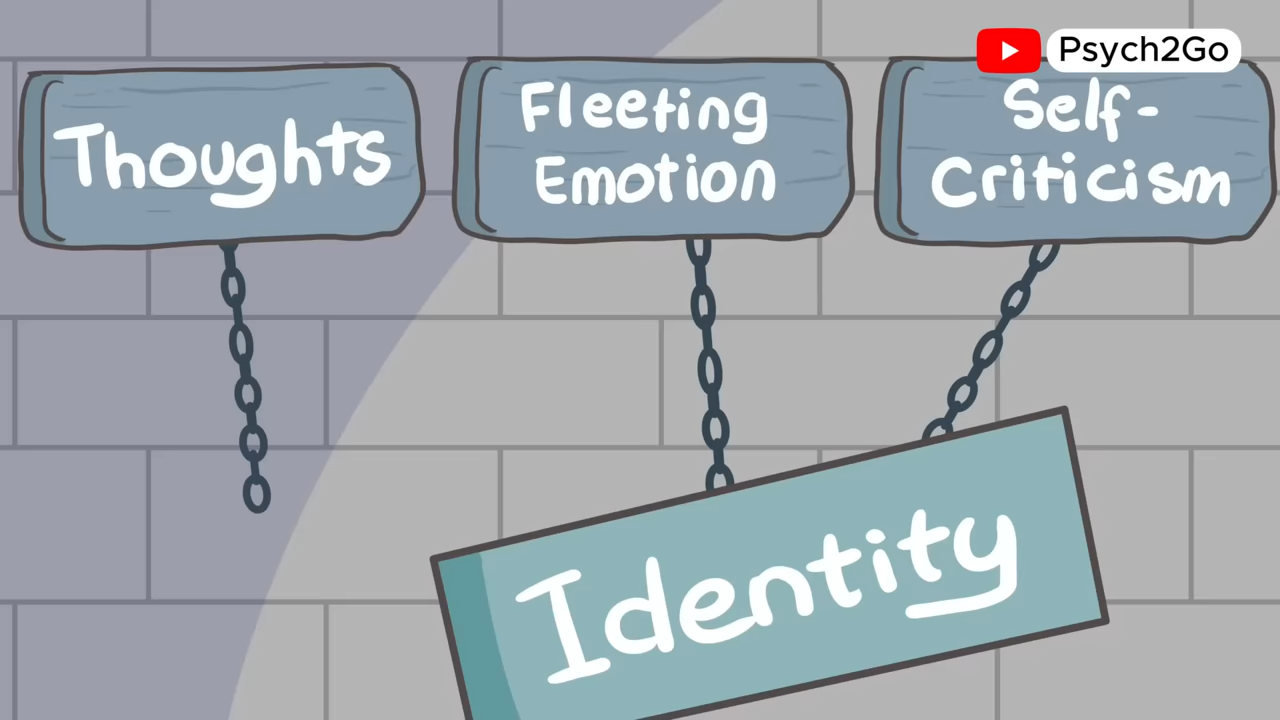 Psych2Go
Thoughts
Fleeting
Emotion
Self-
Criticism
Identity